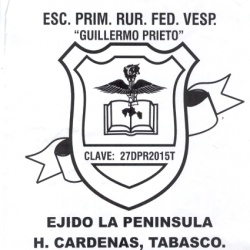 ESC. PRIM. RUR. FED. VESP.
"GUILLERMO PRIETO"
CLAVE: 27DPR2015T
EJIDO LA PENINSULA
H. CARDENAS, TABASCO.